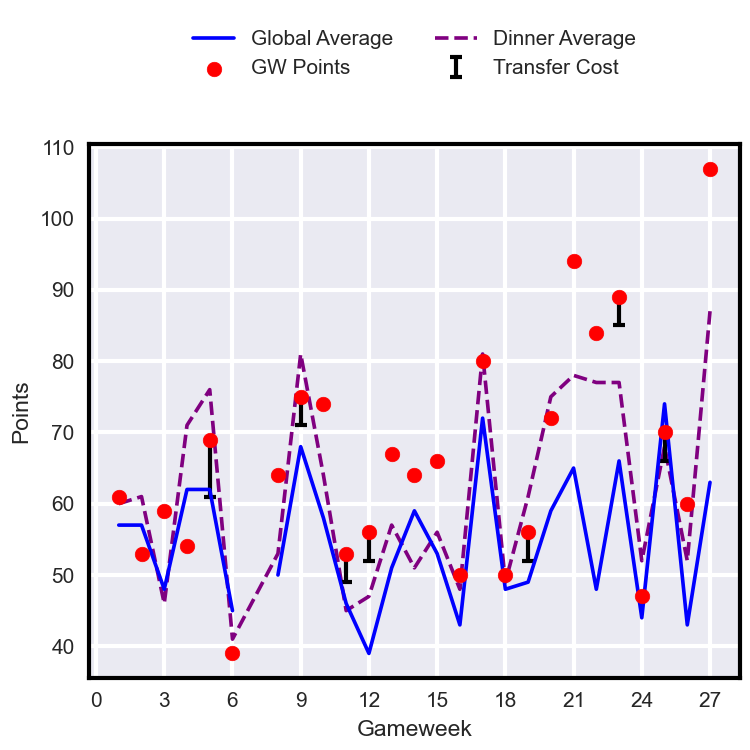 Global Average
Dinner Average
GW Points
Transfer Cost
110
100
90
80
70
60
50
40
Points
0 3 6 9 12 15 18 21 24 27
Gameweek